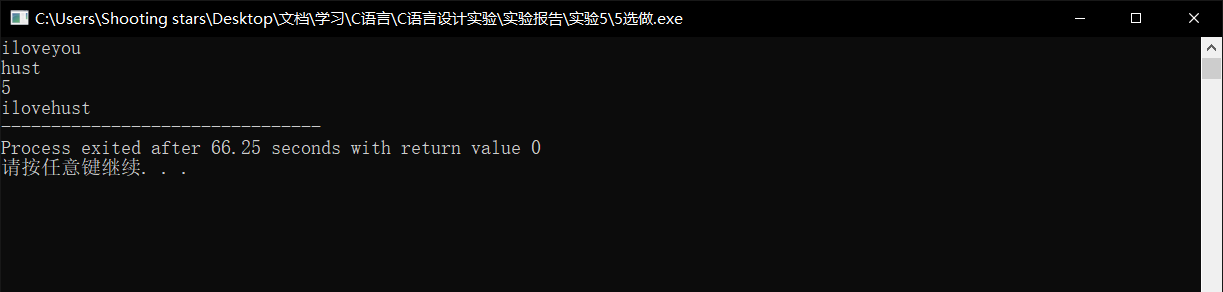 C:\Users\Shooting stars\Desktop\文档\学习\C语言\C语言设计实验\实验报告\实验5\5选做.exe
iloveyou
hust
5
ilovehust
--------------------------------
Process exited after 66.25 seconds with return value 0
请按任意键继续. . .